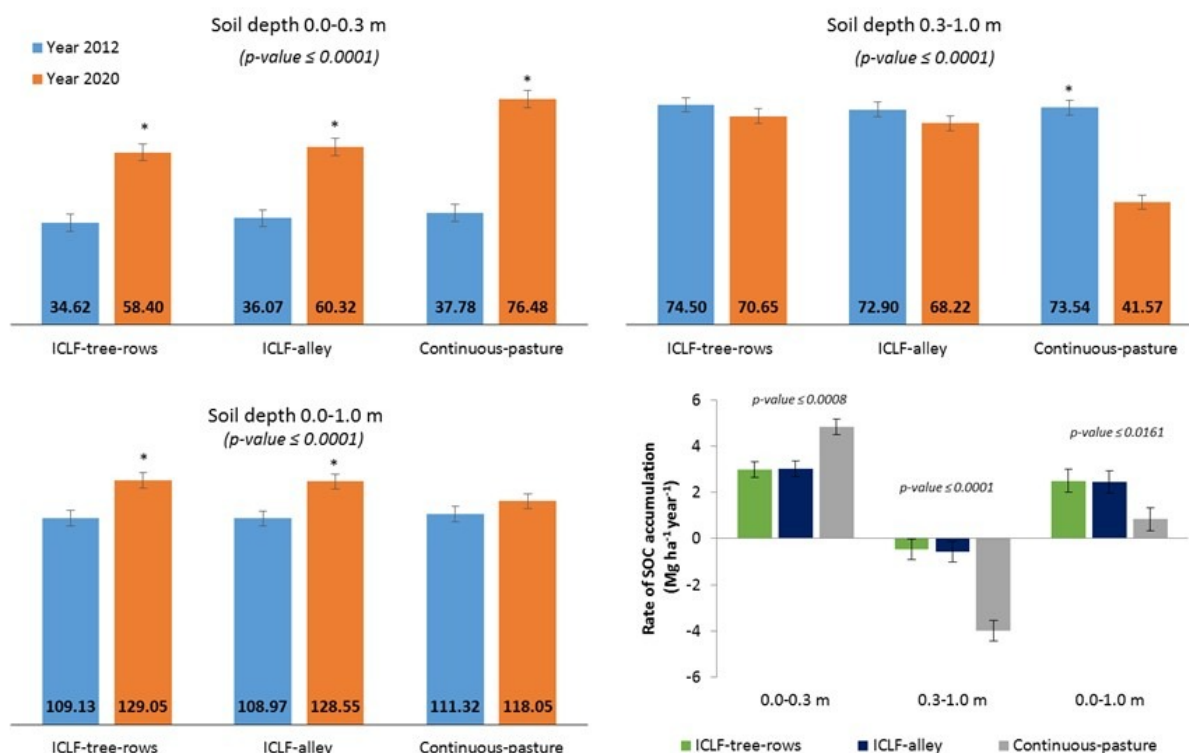 Soil depth 0.0-0.3 m
(p-value ≤ 0.0001)
Year 2012
Year 2020
*
*
*
34.62 58.40 36.07 60.32 37.78 76.48
ICLF-tree-rows ICLF-alley Continuous-pasture
Soil depth 0.3-1.0 m
(p-value ≤ 0.0001)
*
74.50 70.65 72.90 68.22 73.54 41.57
ICLF-tree-rows ICLF-alley Continuous-pasture
Soil depth 0.0-1.0 m
(p-value ≤ 0.0001)
* *
109.13 129.05 108.97 128.55 111.32 118.05
ICLF-tree-rows ICLF-alley Continuous-pasture
Rate of SOC accumulation
(Mg ha⁻¹ year⁻¹)
6
4
2
0
-2
-4
-6
p-value ≤ 0.0008
p-value ≤ 0.0001
p-value ≤ 0.0161
0.0-0.3 m 0.3-1.0 m 0.0-1.0 m
ICLF-tree-rows ICLF-alley Continuous-pasture